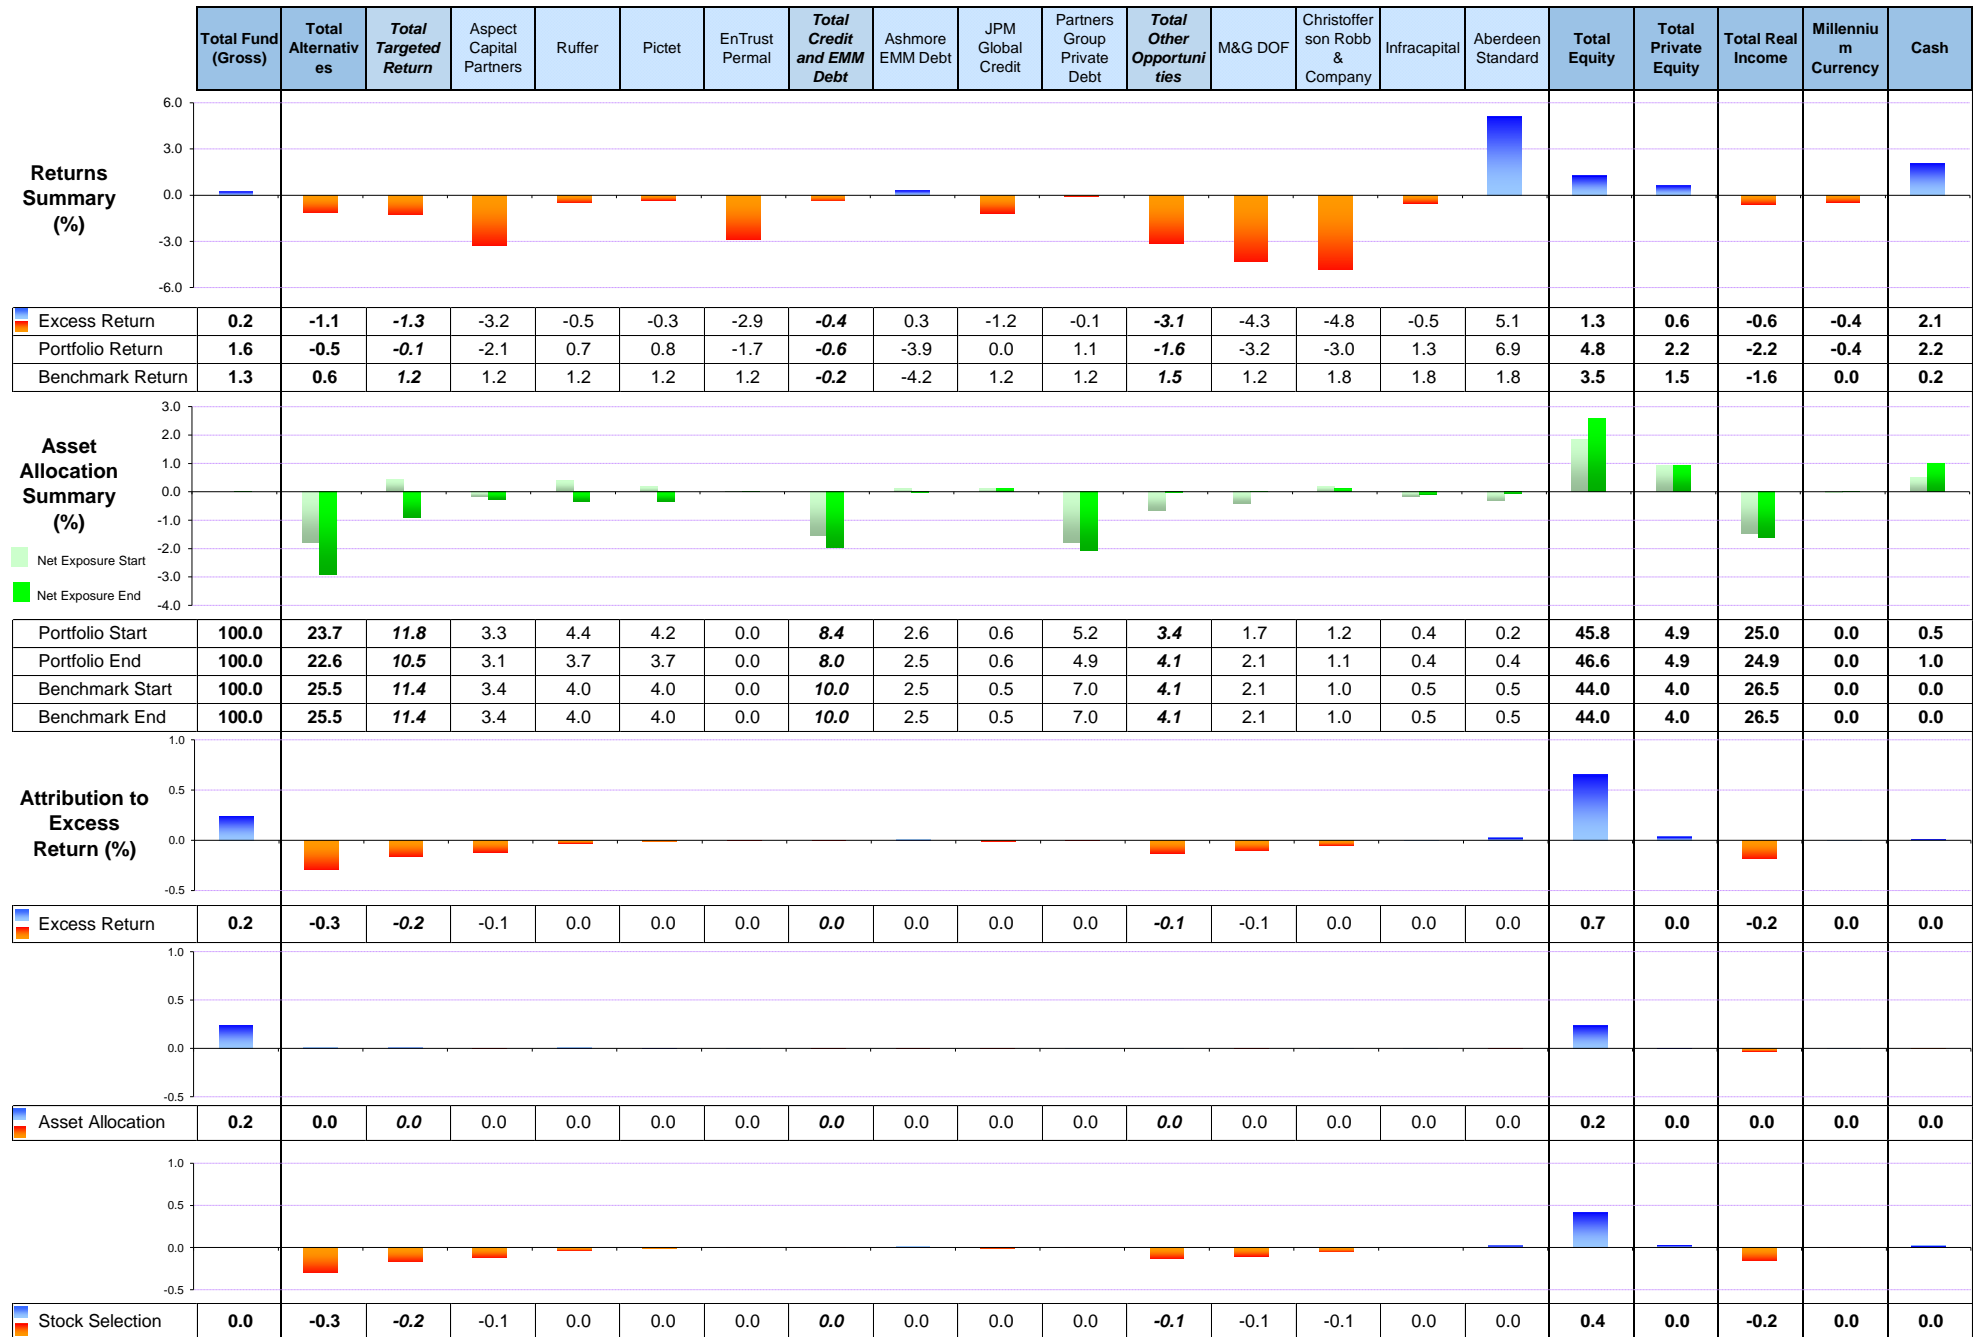 Total Fund (Gross) | Total Alternativ es | Total Targeted Return | Aspect Capital Partners | Ruffer | Pictet | EnTrust Permal | Total Credit and EMM Debt | Ashmore EMM Debt | JPM Global Credit | Partners Group Private Debt | Total Other Opportuni ties | M&G DOF | Christoffer son Robb & Company | Infracapital | Aberdeen Standard | Total Equity | Total Private Equity | Total Real Income | Millenniu m Currency | Cash
Returns
Summary
(%)
6.0
3.0
0.0
-3.0
-6.0
Excess Return | 0.2 | -1.1 | -1.3 | -3.2 | -0.5 | -0.3 | -2.9 | -0.4 | 0.3 | -1.2 | -0.1 | -3.1 | -4.3 | -4.8 | -0.5 | 5.1 | 1.3 | 0.6 | -0.6 | -0.4 | 2.1
Portfolio Return | 1.6 | -0.5 | -0.1 | -2.1 | 0.7 | 0.8 | -1.7 | -0.6 | -3.9 | 0.0 | 1.1 | -1.6 | -3.2 | -3.0 | 1.3 | 6.9 | 4.8 | 2.2 | -2.2 | -0.4 | 2.2
Benchmark Return | 1.3 | 0.6 | 1.2 | 1.2 | 1.2 | 1.2 | 1.2 | -0.2 | -4.2 | 1.2 | 1.2 | 1.5 | 1.2 | 1.8 | 1.8 | 1.8 | 3.5 | 1.5 | -1.6 | 0.0 | 0.2
Asset
Allocation
Summary
(%)
Net Exposure Start
Net Exposure End
3.0
2.0
1.0
0.0
-1.0
-2.0
-3.0
-4.0
Portfolio Start | 100.0 | 23.7 | 11.8 | 3.3 | 4.4 | 4.2 | 0.0 | 8.4 | 2.6 | 0.6 | 5.2 | 3.4 | 1.7 | 1.2 | 0.4 | 0.2 | 45.8 | 4.9 | 25.0 | 0.0 | 0.5
Portfolio End | 100.0 | 22.6 | 10.5 | 3.1 | 3.7 | 3.7 | 0.0 | 8.0 | 2.5 | 0.6 | 4.9 | 4.1 | 2.1 | 1.1 | 0.4 | 0.4 | 46.6 | 4.9 | 24.9 | 0.0 | 1.0
Benchmark Start | 100.0 | 25.5 | 11.4 | 3.4 | 4.0 | 4.0 | 0.0 | 10.0 | 2.5 | 0.5 | 7.0 | 4.1 | 2.1 | 1.0 | 0.5 | 0.5 | 44.0 | 4.0 | 26.5 | 0.0 | 0.0
Benchmark End | 100.0 | 25.5 | 11.4 | 3.4 | 4.0 | 4.0 | 0.0 | 10.0 | 2.5 | 0.5 | 7.0 | 4.1 | 2.1 | 1.0 | 0.5 | 0.5 | 44.0 | 4.0 | 26.5 | 0.0 | 0.0
Attribution to
Excess
Return (%)
1.0
0.5
0.0
-0.5
Excess Return | 0.2 | -0.3 | -0.2 | -0.1 | 0.0 | 0.0 | 0.0 | 0.0 | 0.0 | 0.0 | 0.0 | -0.1 | -0.1 | 0.0 | 0.0 | 0.0 | 0.7 | 0.0 | -0.2 | 0.0 | 0.0
1.0
0.5
0.0
-0.5
Asset Allocation | 0.2 | 0.0 | 0.0 | 0.0 | 0.0 | 0.0 | 0.0 | 0.0 | 0.0 | 0.0 | 0.0 | 0.0 | 0.0 | 0.0 | 0.0 | 0.0 | 0.2 | 0.0 | 0.0 | 0.0 | 0.0
1.0
0.5
0.0
-0.5
Stock Selection | 0.0 | -0.3 | -0.2 | -0.1 | 0.0 | 0.0 | 0.0 | 0.0 | 0.0 | 0.0 | 0.0 | -0.1 | -0.1 | -0.1 | 0.0 | 0.0 | 0.4 | 0.0 | -0.2 | 0.0 | 0.0